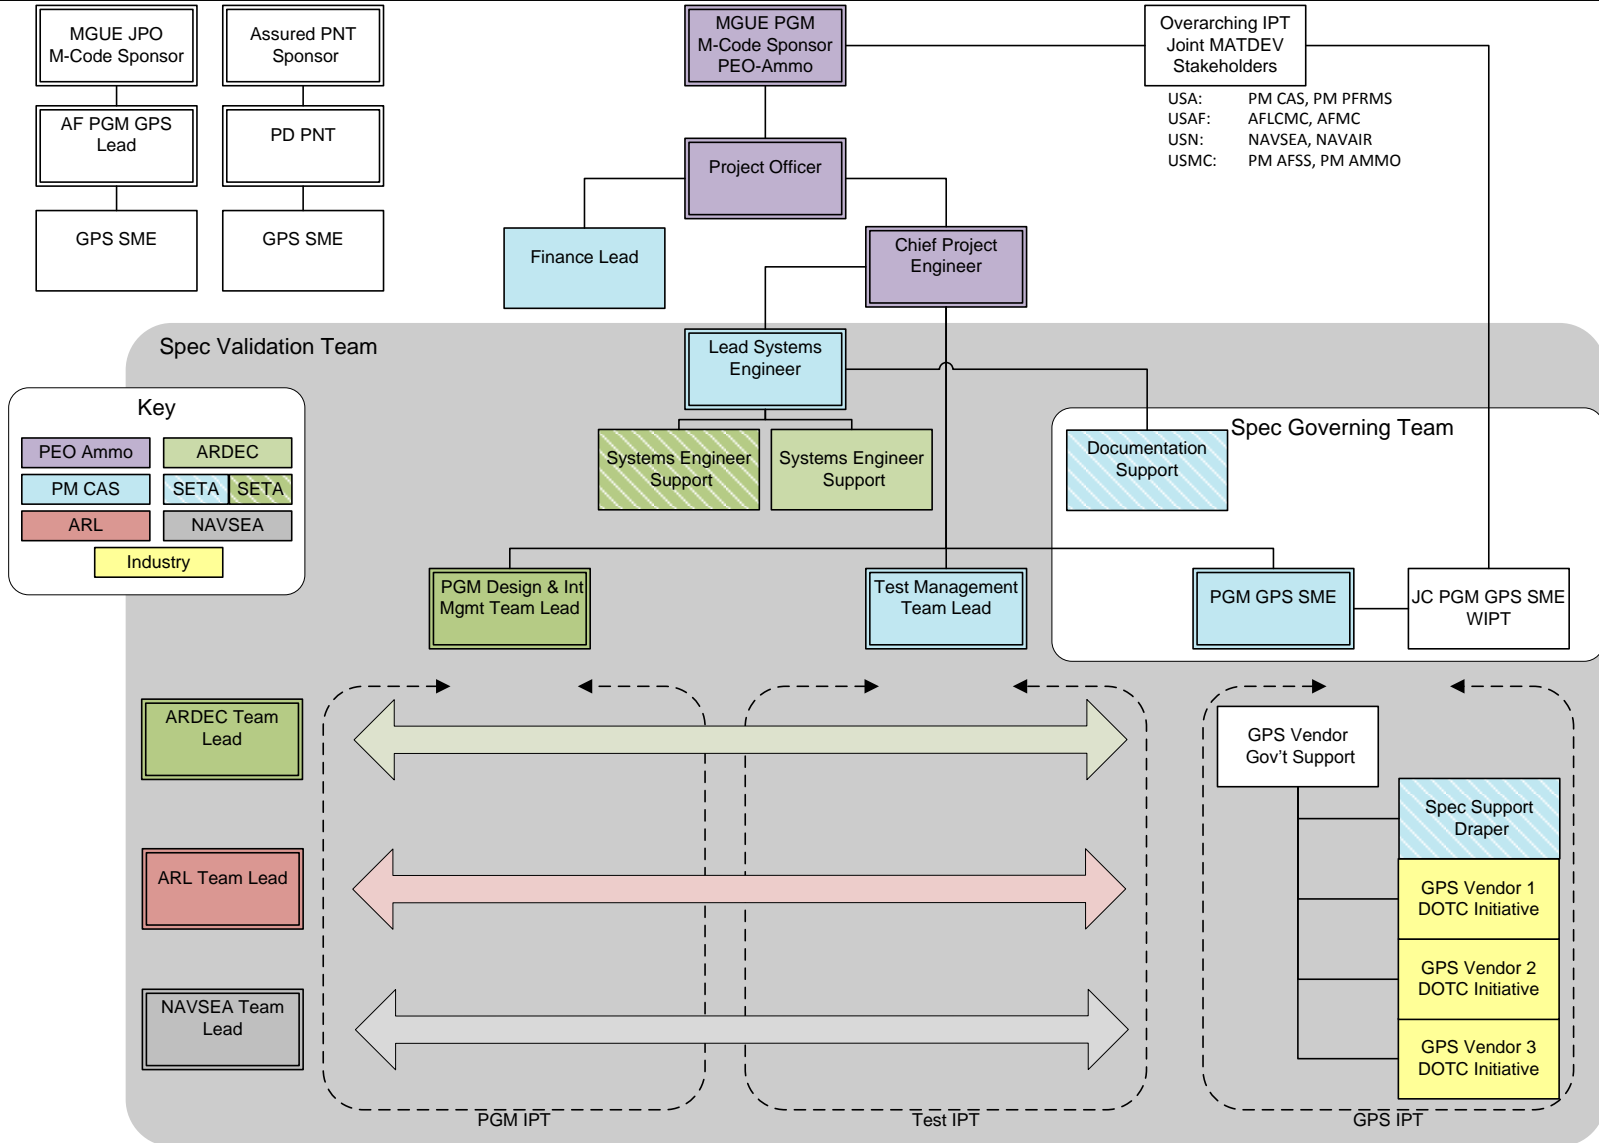 MGUE JPO
M-Code Sponsor
Assured PNT
Sponsor
MGUE PGM
M-Code Sponsor
PEO-Ammo
Overarching IPT
Joint MATDEV
Stakeholders
USA: PM CAS, PM PFRMS
USAF: AFLCMC, AFMC
USN: NAVSEA, NAVAIR
USMC: PM AFSS, PM AMMO
AF PGM GPS
Lead
PD PNT
Project Officer
GPS SME
GPS SME
Finance Lead
Chief Project
Engineer
Spec Validation Team
Lead Systems
Engineer
Key
PEO Ammo
ARDEC
PM CAS
SETA
SETA
ARL
NAVSEA
Industry
Systems Engineer
Support
Systems Engineer
Support
Spec Governing Team
Documentation
Support
PGM Design & Int
Mgmt Team Lead
Test Management
Team Lead
PGM GPS SME
JC PGM GPS SME
WIPT
ARDEC Team
Lead
GPS Vendor
Gov't Support
Spec Support
Draper
ARL Team Lead
GPS Vendor 1
DOTC Initiative
GPS Vendor 2
DOTC Initiative
NAVSEA Team
Lead
GPS Vendor 3
DOTC Initiative
PGM IPT
Test IPT
GPS IPT